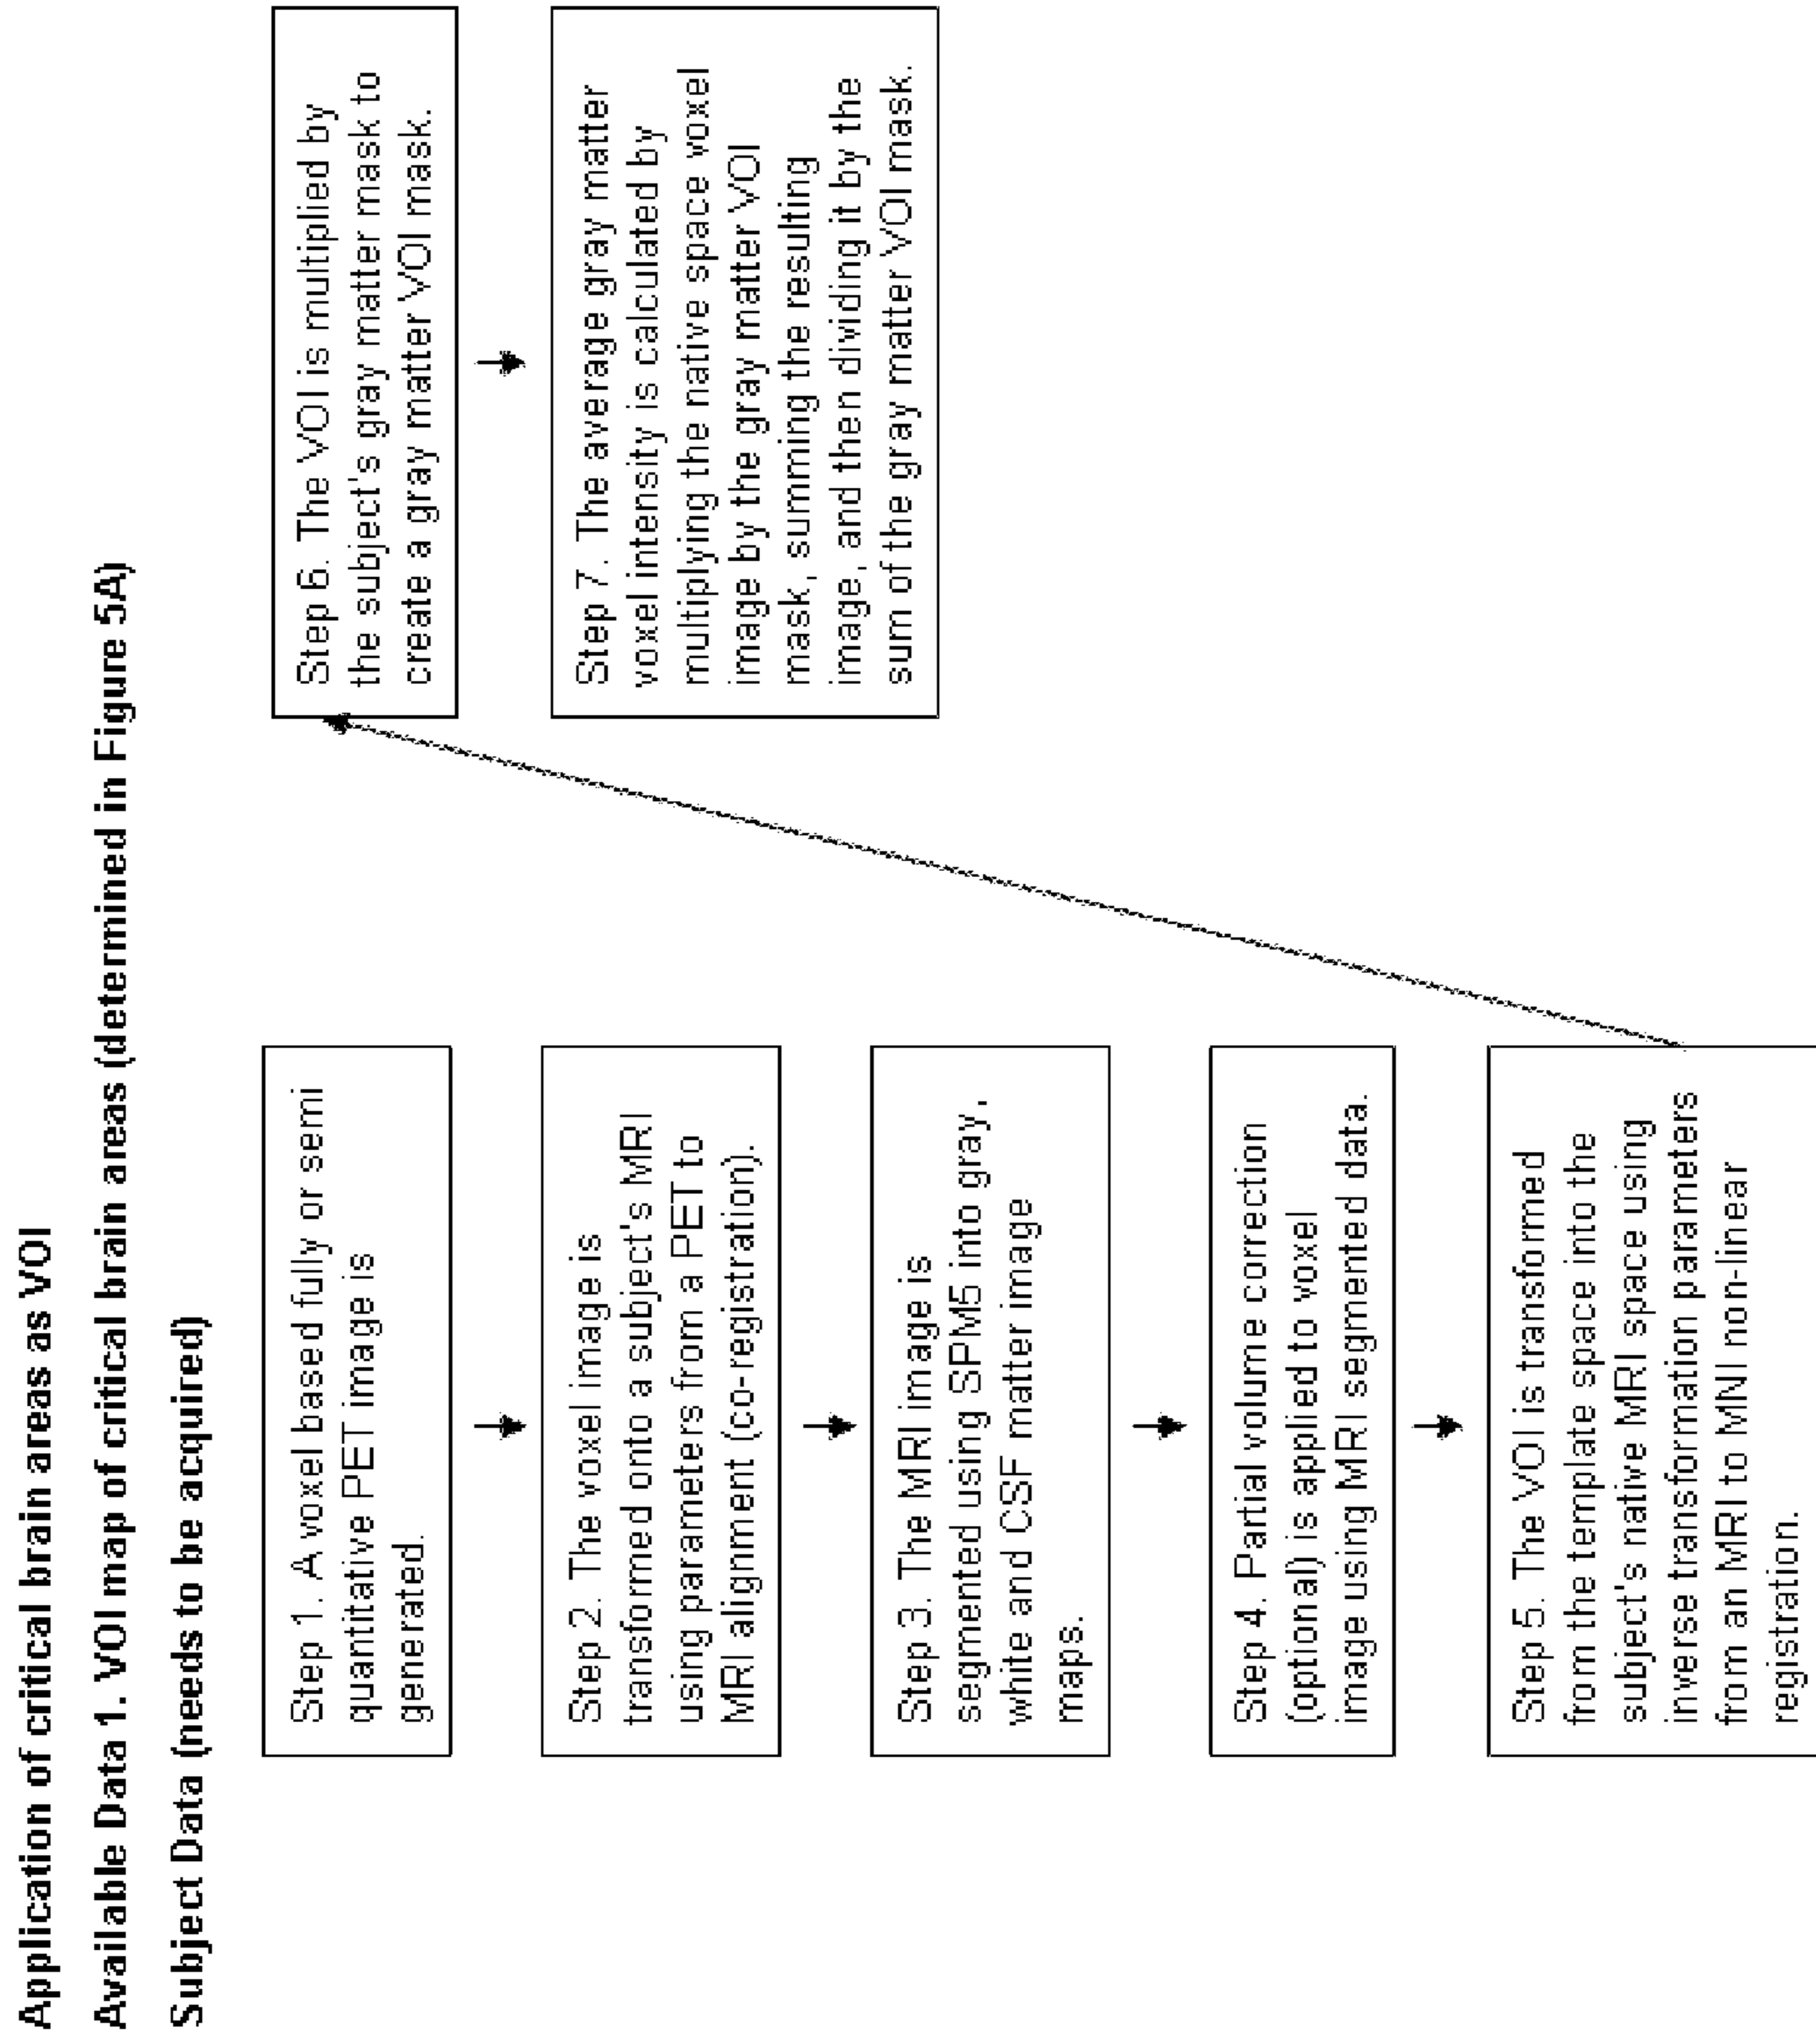 Application of critical brain areas as VOI
Available Data 1. VOI map of critical brain areas (determined in Figure 5A)
Subject Data (needs to be acquired)
Step 1. A voxel based fully or semi
quantitative PET image is
generated.
Step 2. The voxel image is
transformed onto a subject's MRI
using parameters from a PET to
MRI alignment (co-registration).
Step 3. The MRI image is
segmented using SPM5 into gray,
white and CSF matter image
maps.
Step 4. Partial volume correction
(optional) is applied to voxel
image using MRI segmented data.
Step 5. The VOI is transformed
from the template space into the
subject's native MRI space using
inverse transformation parameters
from an MRI to MNI non-linear
registration.
Step 6. The VOI is multiplied by
the subject's gray matter mask to
create a gray matter VOI mask.
Step 7. The average gray matter
voxel intensity is calculated by
multiplying the native space voxel
image by the gray matter VOI
mask, summing the resulting
image, and then dividing it by the
sum of the gray matter VOI mask.